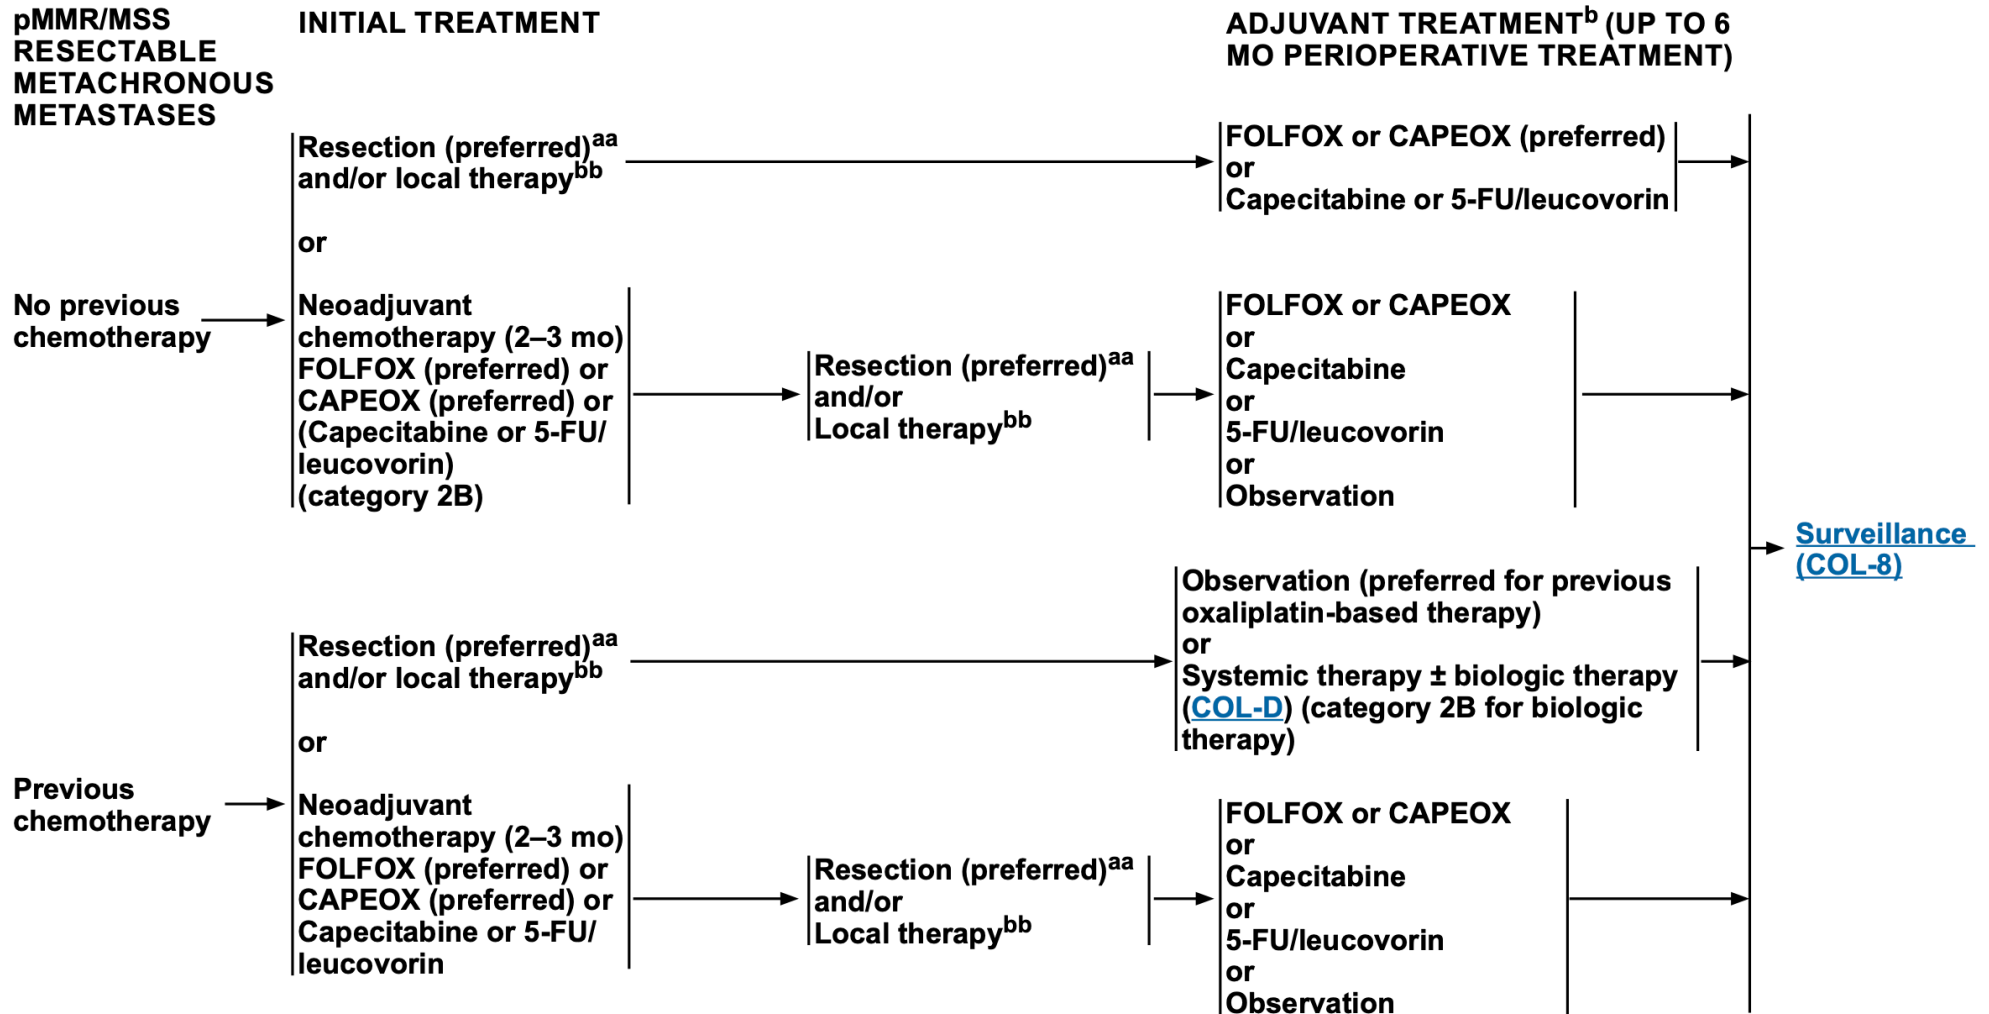 pMMR/MSS
RESECTABLE
METACHRONOUS
METASTASES
INITIAL TREATMENT
ADJUVANT TREATMENTb (UP TO 6
MO PERIOPERATIVE TREATMENT)
No previous
chemotherapy
Resection (preferred)aa
and/or local therapybb
FOLFOX or CAPEOX (preferred)
or
Capecitabine or 5-FU/leucovorin
or
Neoadjuvant
chemotherapy (2–3 mo)
FOLFOX (preferred) or
CAPEOX (preferred) or
(Capecitabine or 5-FU/
leucovorin)
(category 2B)
Resection (preferred)aa
and/or
Local therapybb
FOLFOX or CAPEOX
or
Capecitabine
or
5-FU/leucovorin
or
Observation
Previous
chemotherapy
Resection (preferred)aa
and/or local therapybb
Observation (preferred for previous
oxaliplatin-based therapy)
or
Systemic therapy ± biologic therapy
(COL-D) (category 2B for biologic
therapy)
or
Neoadjuvant
chemotherapy (2–3 mo)
FOLFOX (preferred) or
CAPEOX (preferred) or
Capecitabine or 5-FU/
leucovorin
Resection (preferred)aa
and/or
Local therapybb
FOLFOX or CAPEOX
or
Capecitabine
or
5-FU/leucovorin
or
Observation
Surveillance
(COL-8)